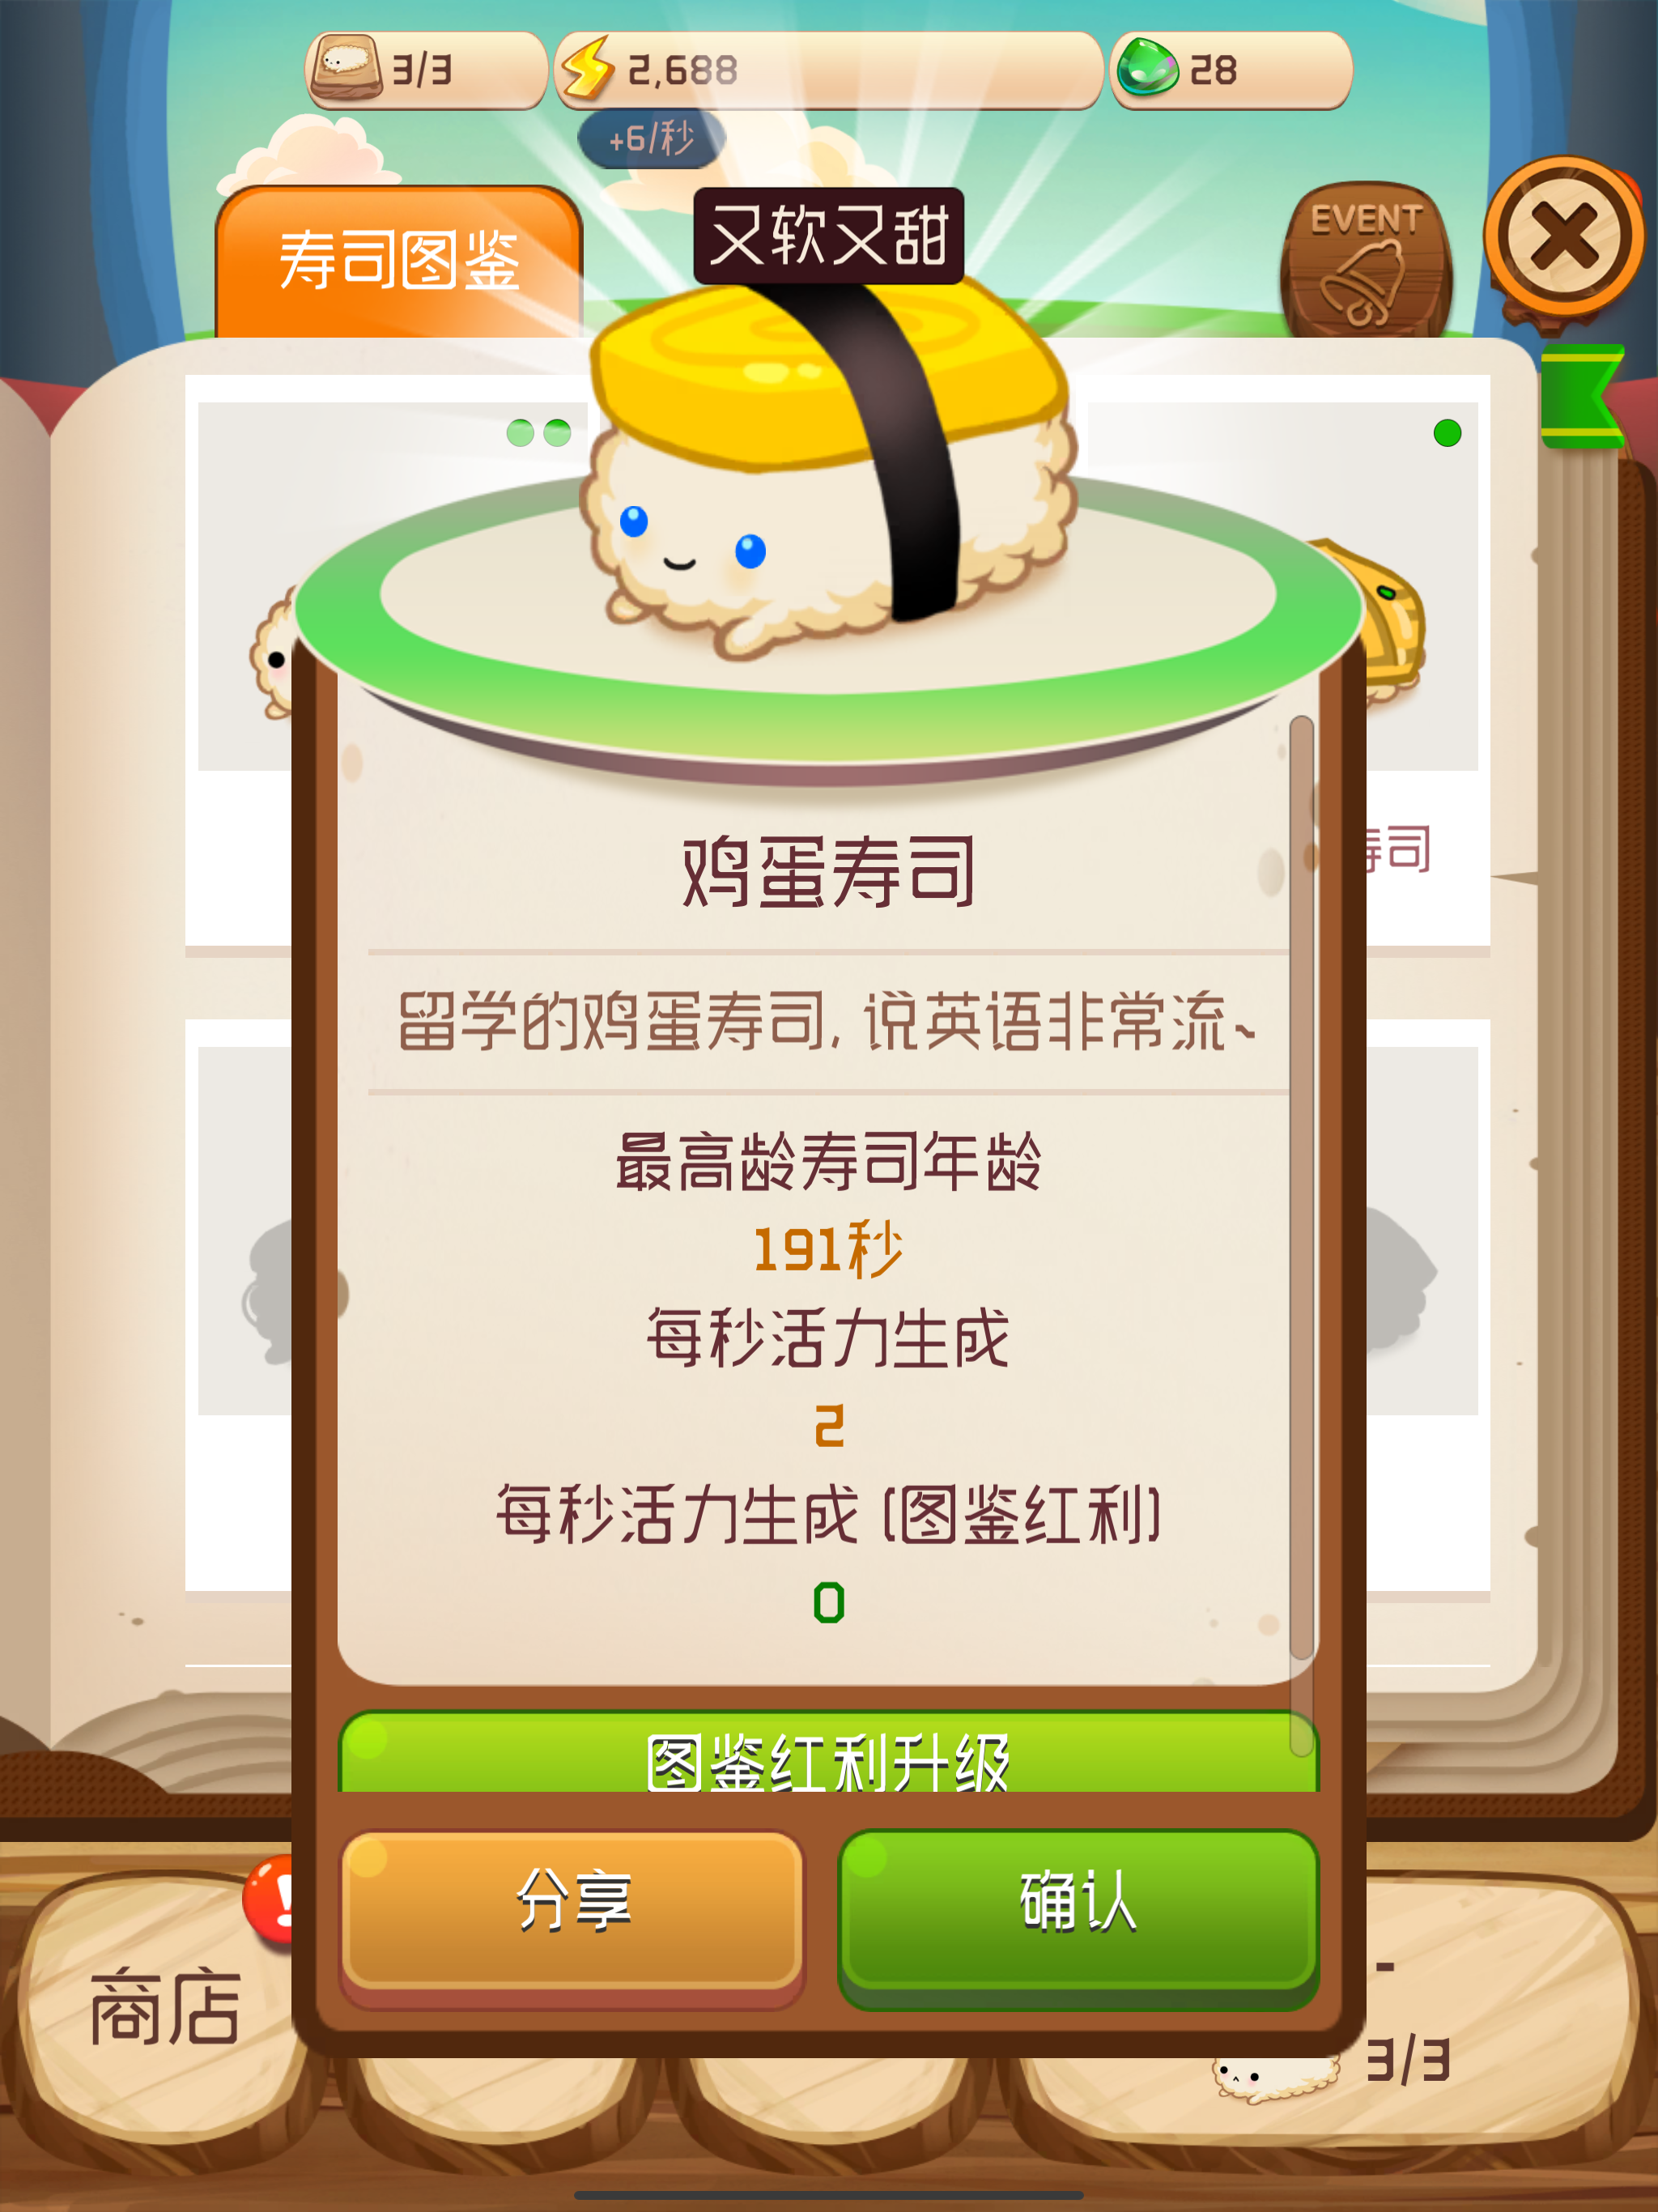 3/3
2,688
28
+6/秒
又软又甜
EVENT
寿司图鉴
鸡蛋寿司
寿司
留学的鸡蛋寿司, 说英语非常流~
最高龄寿司年龄
191秒
每秒活力生成
2
每秒活力生成 (图鉴红利)
0
图鉴红利升级
分享
确认
商店
-
3/3